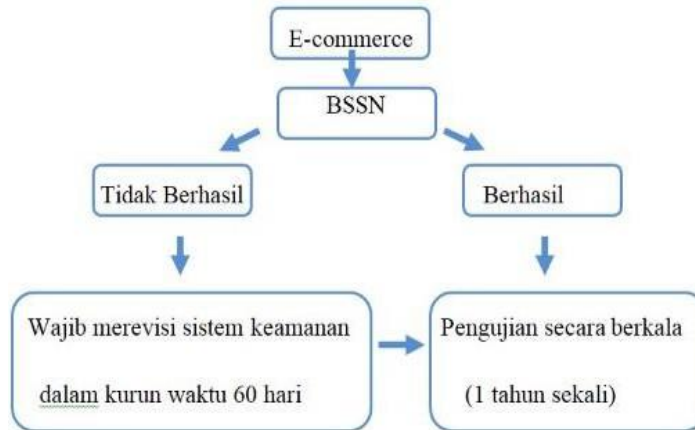 E-commerce
BSSN
Tidak Berhasil
Berhasil
Wajib merevisi sistem keamanan
dalam kurun waktu 60 hari
Pengujian secara berkala
(1 tahun sekali)